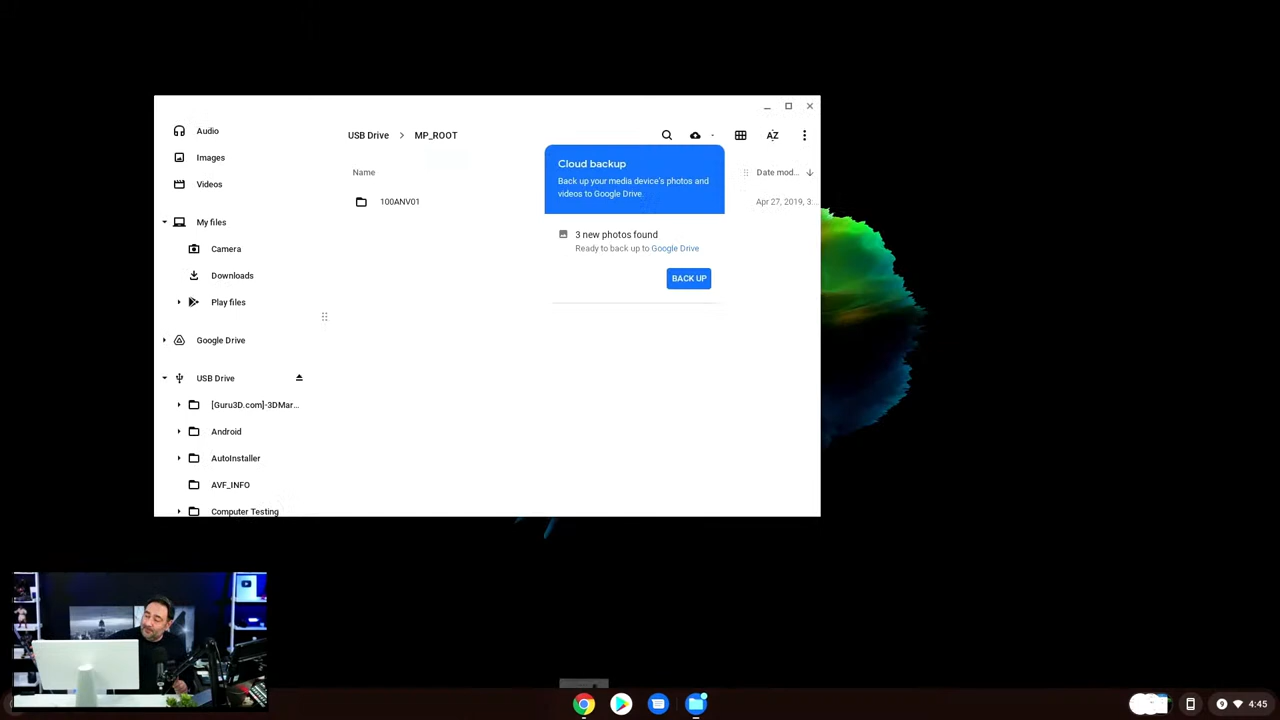 Audio
Images
Videos
My files
Camera
Downloads
Play files
Google Drive
USB Drive
[Guru3D.com]-3DMar...
Android
AutoInstaller
AVF_INFO
Computer Testing
USB Drive > MP_ROOT
AZ
Name
Date mod...
100ANV01
Apr 27, 2019, 3:...
Cloud backup
Back up your media device's photos and
videos to Google Drive.
3 new photos found
Ready to back up to Google Drive
BACK UP
9
4:45